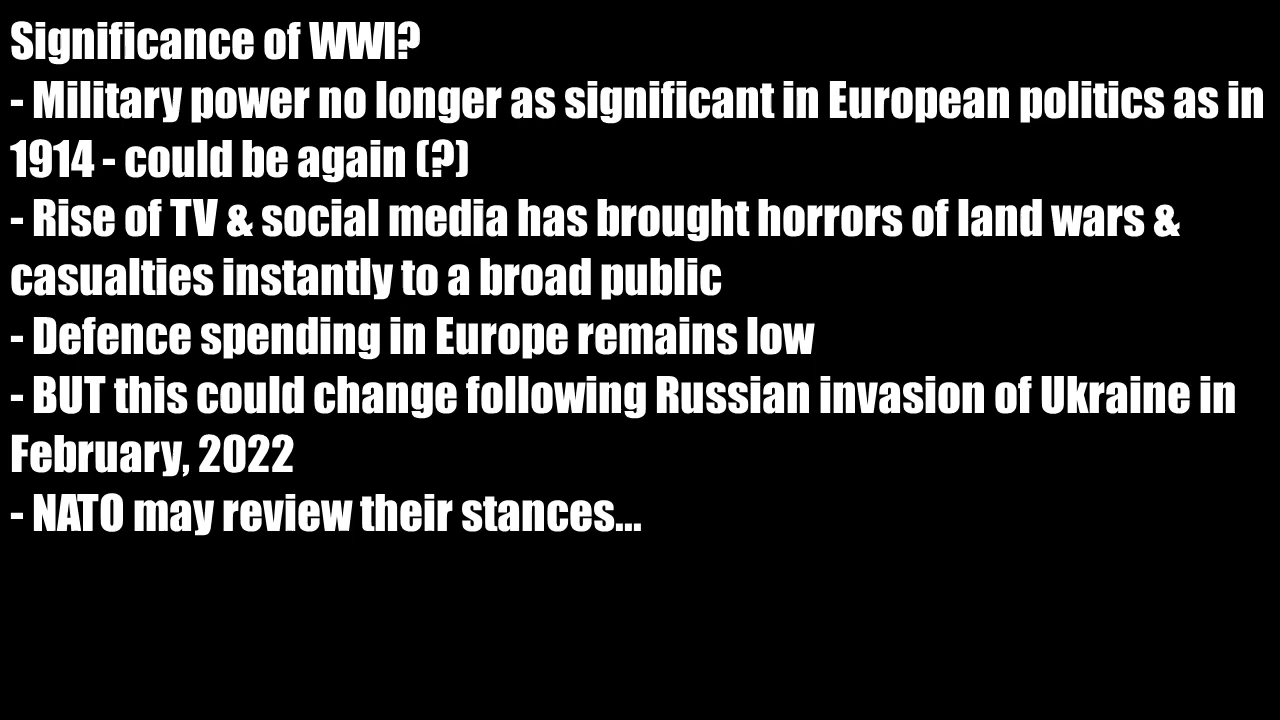 Significance of WWI?
- Military power no longer as significant in European politics as in
1914 - could be again (?)
- Rise of TV & social media has brought horrors of land wars &
casualties instantly to a broad public
- Defence spending in Europe remains low
- BUT this could change following Russian invasion of Ukraine in
February, 2022
- NATO may review their stances...